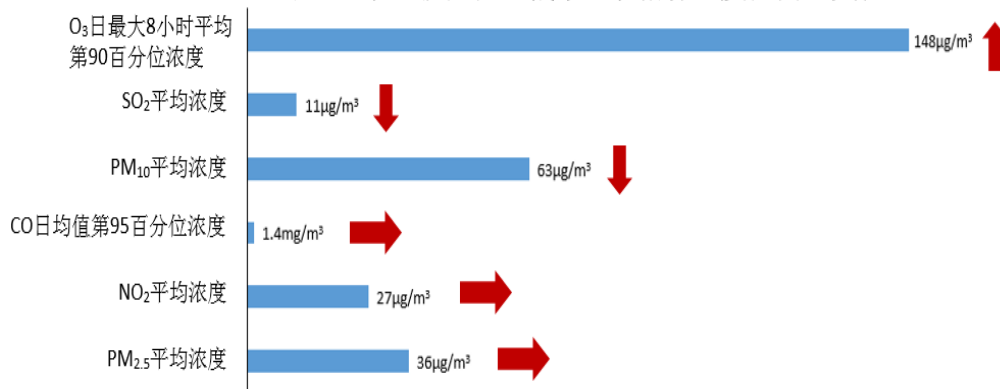 O₃日最大8小时平均
第90百分位浓度
148μg/m³
SO₂平均浓度
11μg/m³
PM₁₀平均浓度
63μg/m³
CO日均值第95百分位浓度
1.4mg/m³
NO₂平均浓度
27μg/m³
PM₂.₅平均浓度
36μg/m³